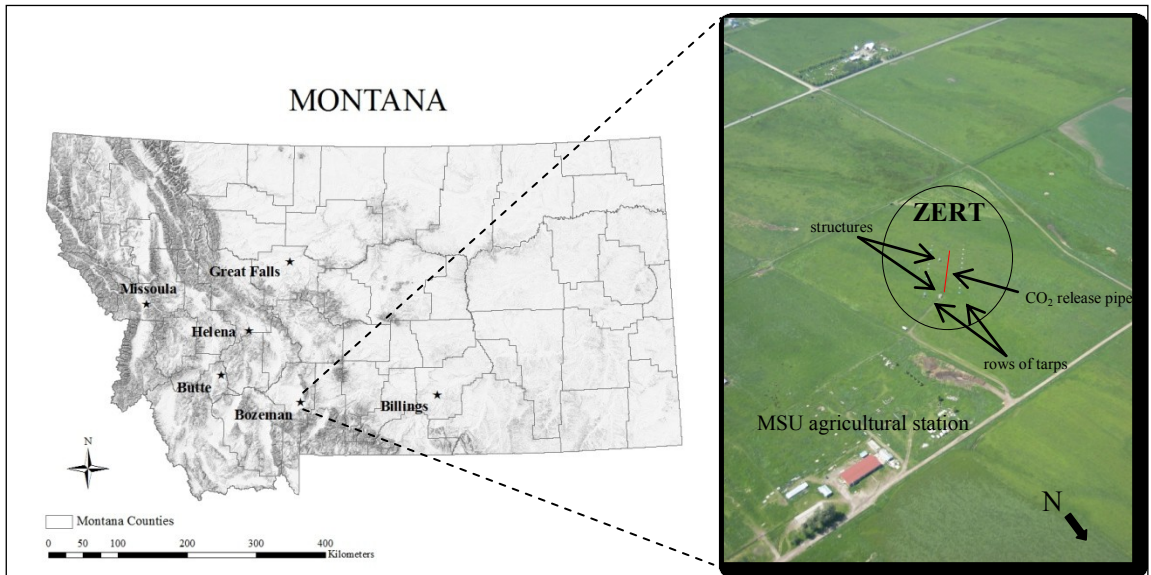 MONTANA
Great Falls
Missoula
Helena
Butte
Bozeman
Billings
N
Montana Counties
0 25 50 100 200 300 400
Kilometers
ZERT
structures
CO₂ release pipe
rows of tarps
MSU agricultural station
N